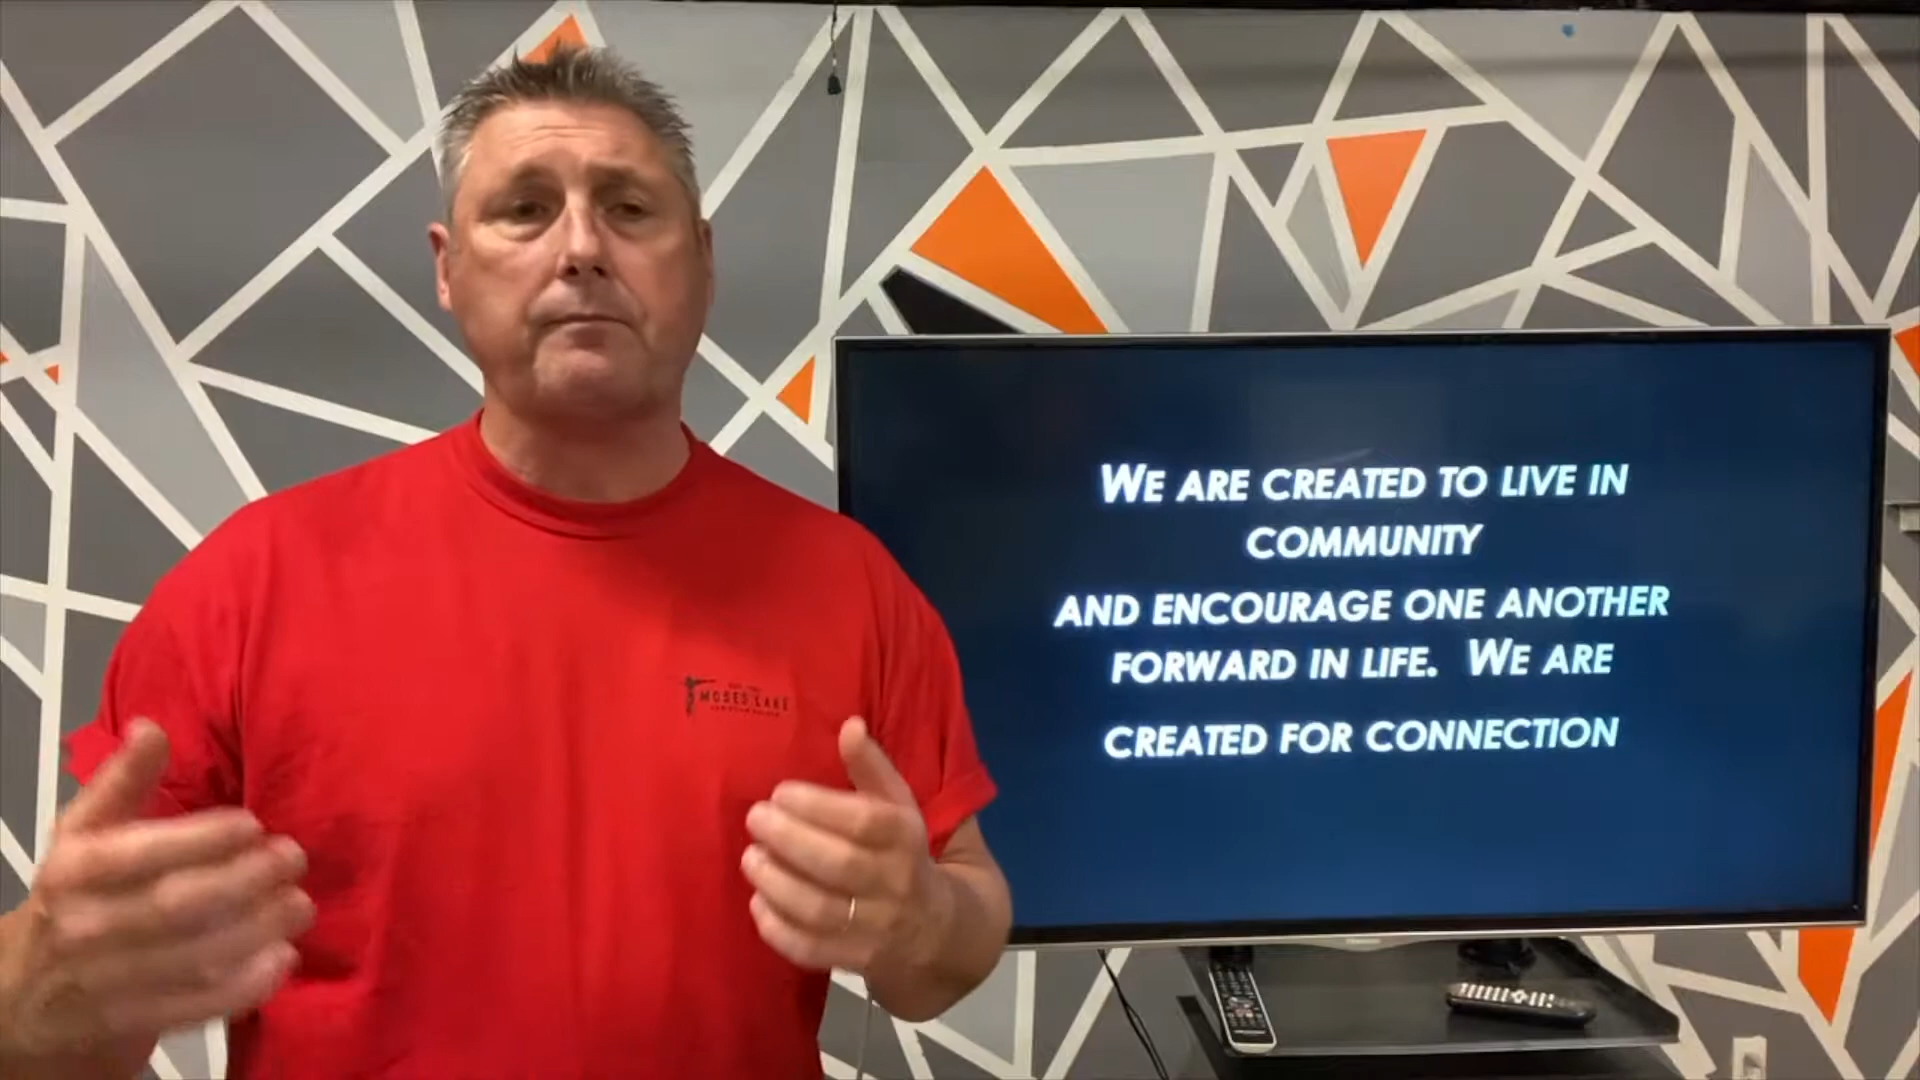 WE ARE CREATED TO LIVE IN
COMMUNITY
AND ENCOURAGE ONE ANOTHER
FORWARD IN LIFE. WE ARE
CREATED FOR CONNECTION
MOSES LAKE